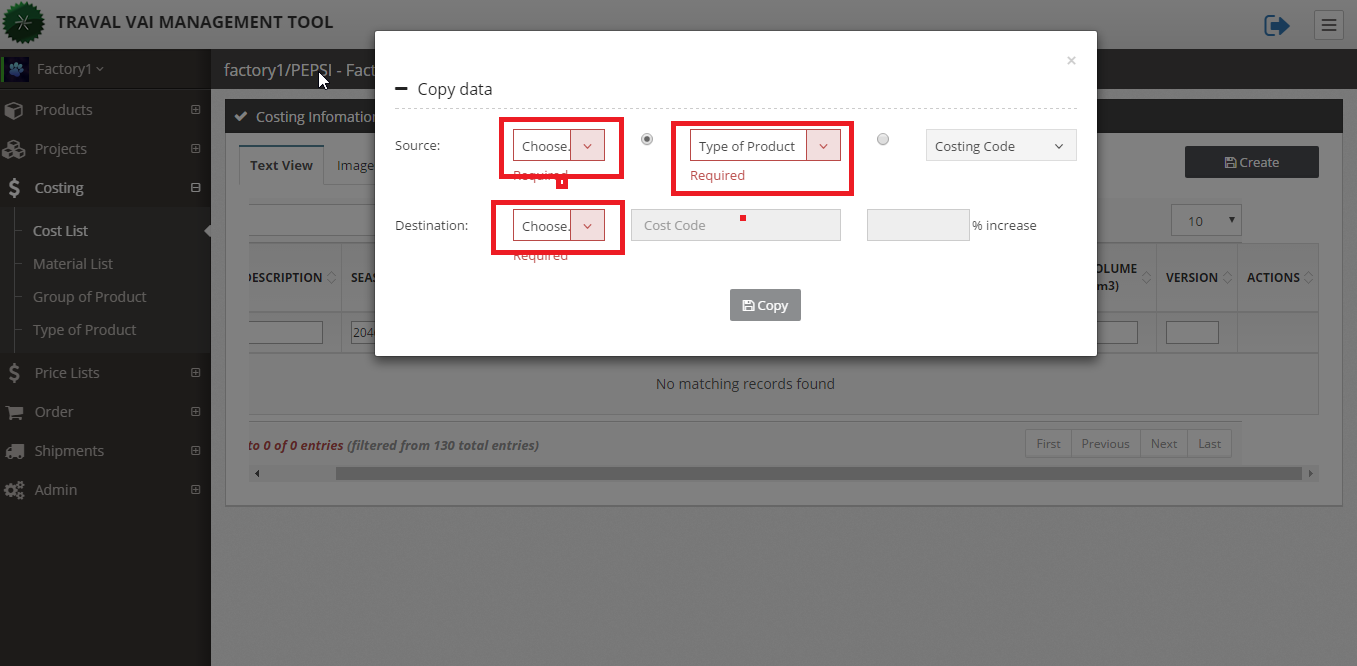 TRAVAL VAI MANAGEMENT TOOL
Factory1
factory1/PEPSI - Fact
Products
Projects
Costing
Cost List
Material List
Group of Product
Type of Product
Price Lists
Order
Shipments
Admin
Costing Infomation
Text View
Image
Create
10
DESCRIPTION
SEAS
VOLUME
m3)
VERSION
ACTIONS
204
No matching records found
to 0 of 0 entries (filtered from 130 total entries)
First
Previous
Next
Last
×
Copy data
Source:
Choose.
Required
Type of Product
Required
Costing Code
Destination:
Choose.
Required
Cost Code
% increase
Copy